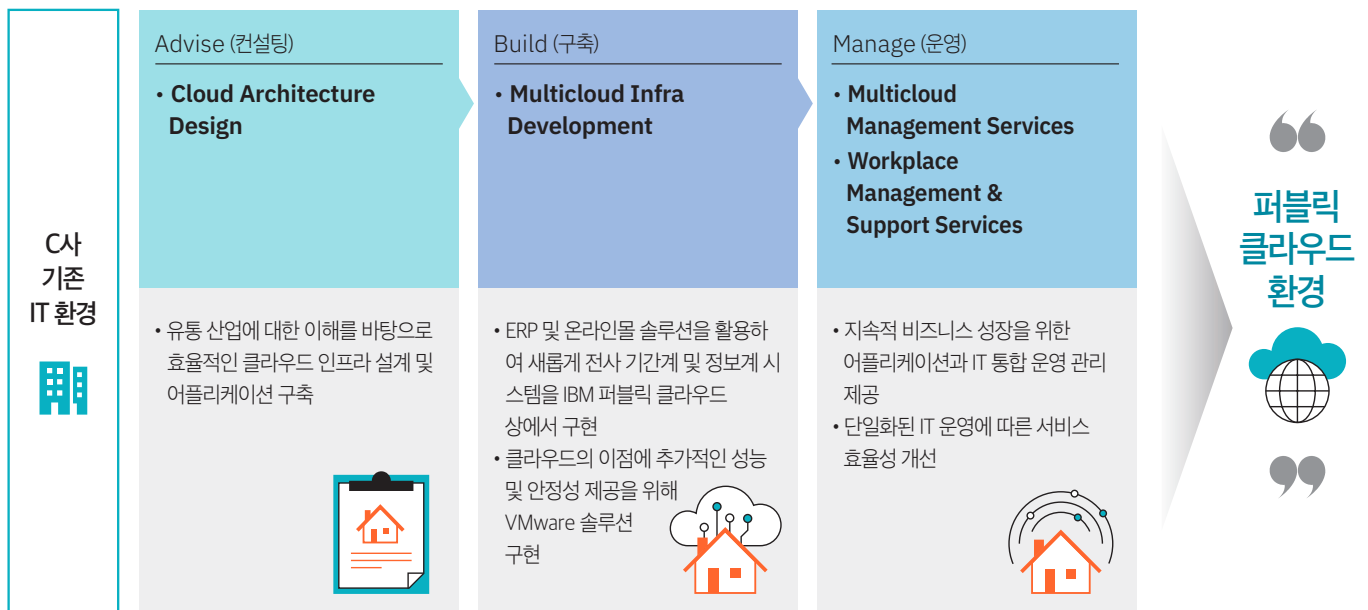 C사
기존
IT 환경
Advise (컨설팅)
• Cloud Architecture
Design
• 유통 산업에 대한 이해를 바탕으로
효율적인 클라우드 인프라 설계 및
어플리케이션 구축
Build (구축)
• Multicloud Infra
Development
• ERP 및 온라인몰 솔루션을 활용하
여 새롭게 전사 기간계 및 정보계 시
스템을 IBM 퍼블릭 클라우드
상에서 구현
• 클라우드의 이점에 추가적인 성능
및 안정성 제공을 위해
VMware 솔루션
구현
Manage (운영)
• Multicloud
Management Services
• Workplace
Management &
Support Services
• 지속적 비즈니스 성장을 위한
어플리케이션과 IT 통합 운영 관리
제공
• 단일화된 IT 운영에 따른 서비스
효율성 개선
“
퍼블릭
클라우드
환경
”